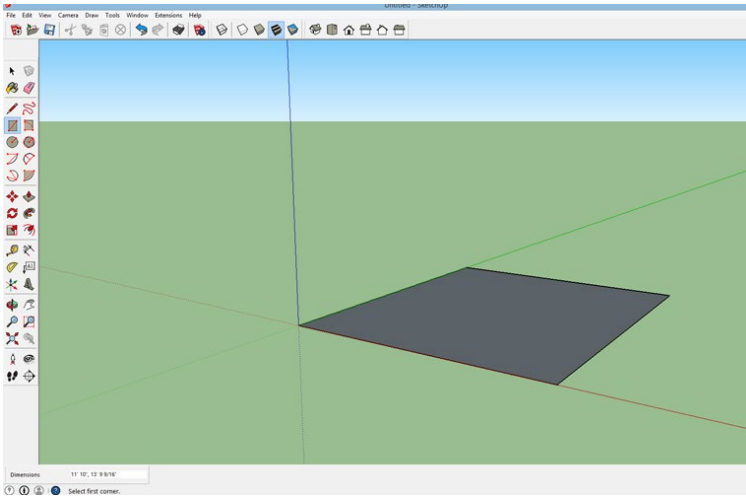 Untitled - SketchUp
File Edit View Camera Draw Tools Window Extensions Help
Dimensions 11' 10", 13' 9 9/16"
Select first corner.